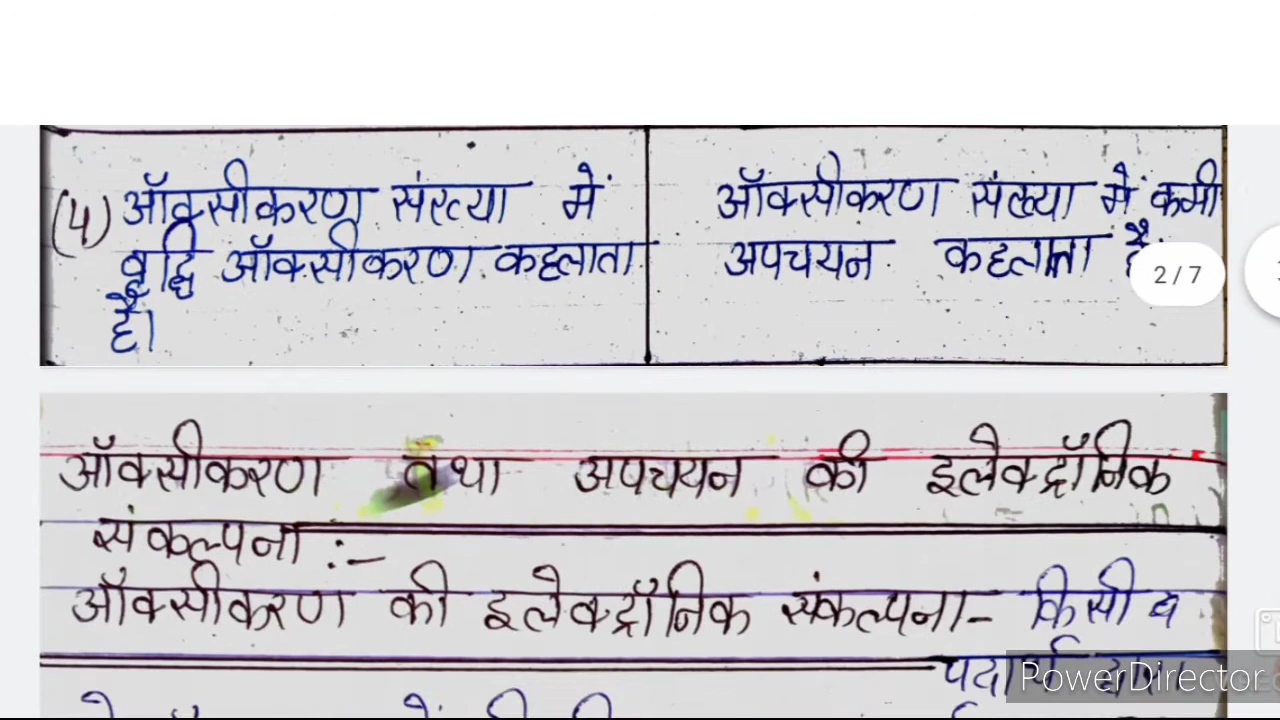 (4) ऑक्सीकरण संख्या में
वृद्धि ऑक्सीकरण कहलाता
है।
ऑक्सीकरण संख्या में कमी
अपचयन कहलाता है
2 / 7
ऑक्सीकरण तथा अपचयन की इलेक्ट्रॉनिक
संकल्पना :-
ऑक्सीकरण की इलेक्ट्रॉनिक संकल्पना - किसी
पदार्थ द्वारा
PowerDirector